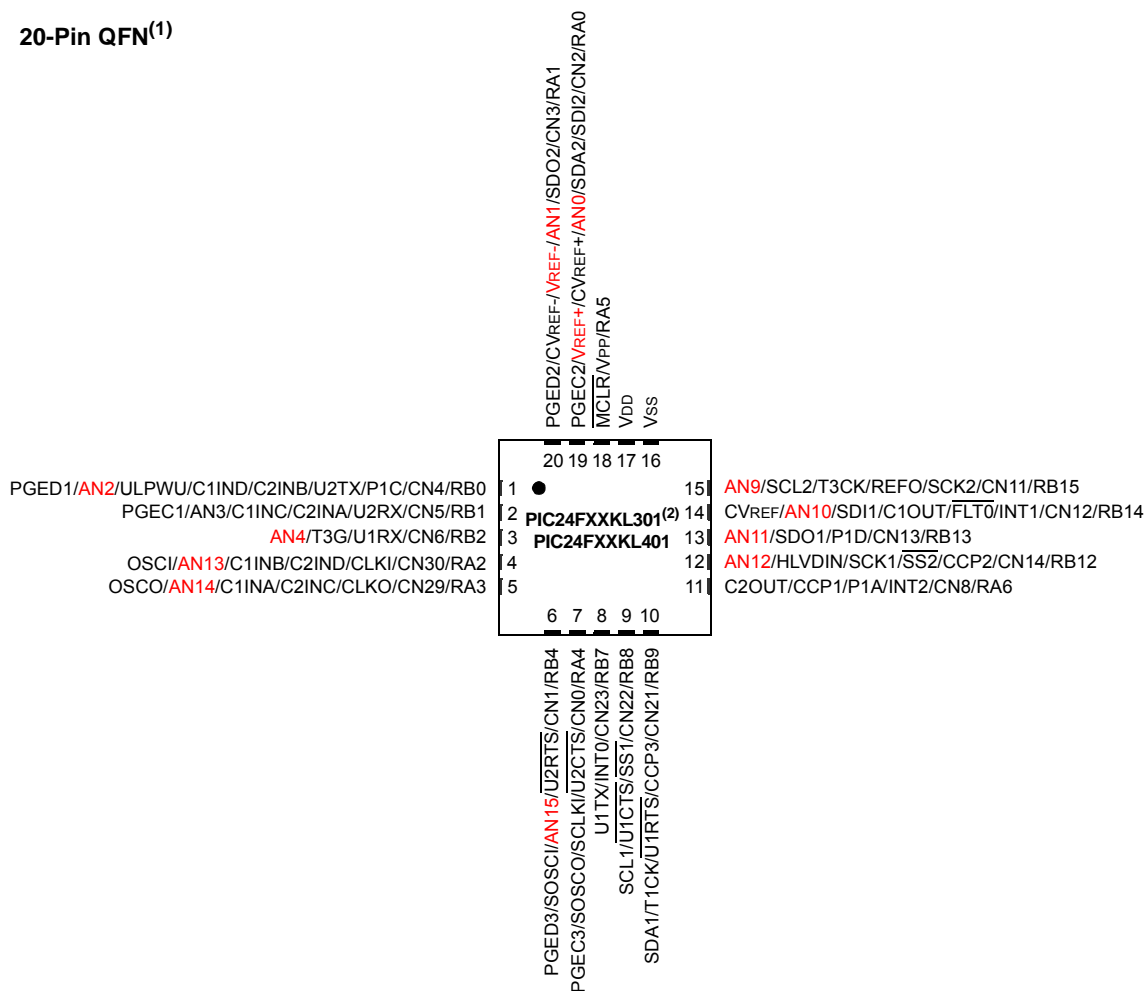 20-Pin QFN(1)
PGED2/CVREF-/VREF-/AN1/SDO2/CN3/RA1
PGEC2/VREF+/CVREF+/AN0/SDA2/SDI2/CN2/RA0
MCLR/VPP/RA5
VDD
VSS
20 19 18 17 16
PGED1/AN2/ULPWU/C1IND/C2INB/U2TX/P1C/CN4/RB0 1
PGEC1/AN3/C1INC/C2INA/U2RX/CN5/RB1 2
AN4/T3G/U1RX/CN6/RB2 3
OSCI/AN13/C1INB/C2IND/CLKI/CN30/RA2 4
OSCO/AN14/C1INA/C2INC/CLKO/CN29/RA3 5
PIC24FXXKL301(2)
PIC24FXXKL401
15 AN9/SCL2/T3CK/REFO/SCK2/CN11/RB15
14 CVREF/AN10/SDI1/C1OUT/FLT0/INT1/CN12/RB14
13 AN11/SDO1/P1D/CN13/RB13
12 AN12/HLVDIN/SCK1/SS2/CCP2/CN14/RB12
11 C2OUT/CCP1/P1A/INT2/CN8/RA6
6 7 8 9 10
PGED3/SOSCI/AN15/U2RTS/CN1/RB4
PGEC3/SOSCO/SCLKI/U2CTS/CN0/RA4
U1TX/INT0/CN23/RB7
SCL1/U1CTS/SS1/CN22/RB8
SDA1/T1CK/U1RTS/CCP3/CN21/RB9